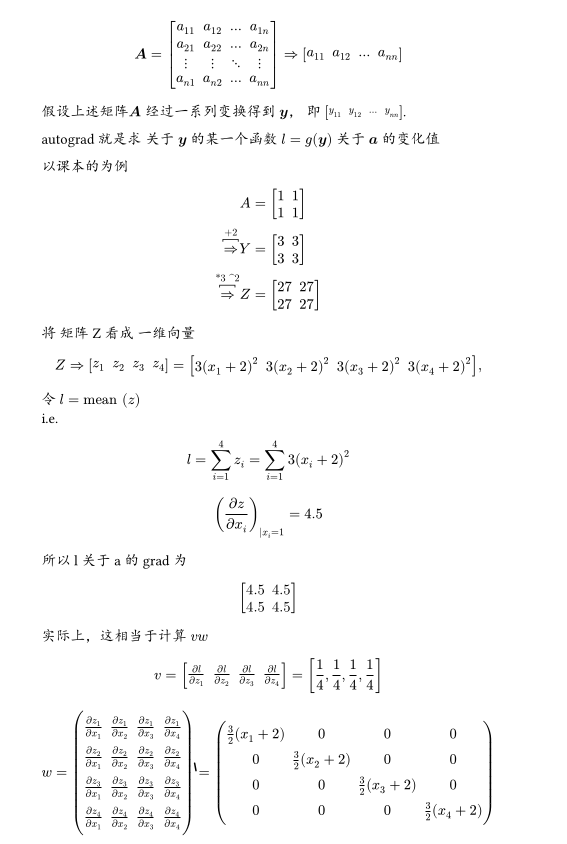 $\boldsymbol{A} = \begin{bmatrix} a_{11} & a_{12} & \dots & a_{1n} \\ a_{21} & a_{22} & \dots & a_{2n} \\ \vdots & \vdots & \ddots & \vdots \\ a_{n1} & a_{n2} & \dots & a_{nn} \end{bmatrix} \Rightarrow [a_{11} \ a_{12} \ \dots \ a_{nn}]$
假设上述矩阵$\boldsymbol{A}$ 经过一系列变换得到 $\boldsymbol{y}$， 即 $[y_{11} \ y_{12} \ \cdots \ y_{nn}]$.
autograd 就是求 关于 $\boldsymbol{y}$ 的某一个函数 $l = g(\boldsymbol{y})$ 关于 $\boldsymbol{a}$ 的变化值
以课本的为例
$A = \begin{bmatrix} 1 & 1 \\ 1 & 1 \end{bmatrix}$
$\overset{+2}{\Rightarrow} Y = \begin{bmatrix} 3 & 3 \\ 3 & 3 \end{bmatrix}$
$\overset{*3\ \hat{}2}{\Rightarrow} Z = \begin{bmatrix} 27 & 27 \\ 27 & 27 \end{bmatrix}$
将 矩阵 Z 看成 一维向量
$Z \Rightarrow [z_1 \ z_2 \ z_3 \ z_4] = [3(x_1+2)^2 \ 3(x_2+2)^2 \ 3(x_3+2)^2 \ 3(x_4+2)^2],$
令 $l = \text{mean}\ (z)$
i.e.
$l = \sum_{i=1}^{4} z_i = \sum_{i=1}^{4} 3(x_i+2)^2$
$\left(\frac{\partial z}{\partial x_i}\right)_{|x_i=1} = 4.5$
所以 l 关于 a 的 grad 为
$\begin{bmatrix} 4.5 & 4.5 \\ 4.5 & 4.5 \end{bmatrix}$
实际上，这相当于计算 $vw$
$v = \left[\frac{\partial l}{\partial z_1} \ \frac{\partial l}{\partial z_2} \ \frac{\partial l}{\partial z_3} \ \frac{\partial l}{\partial z_4}\right] = \left[\frac{1}{4}, \frac{1}{4}, \frac{1}{4}, \frac{1}{4}\right]$
$w = \begin{pmatrix} \frac{\partial z_1}{\partial x_1} & \frac{\partial z_1}{\partial x_2} & \frac{\partial z_1}{\partial x_3} & \frac{\partial z_1}{\partial x_4} \\ \frac{\partial z_2}{\partial x_1} & \frac{\partial z_2}{\partial x_2} & \frac{\partial z_2}{\partial x_3} & \frac{\partial z_2}{\partial x_4} \\ \frac{\partial z_3}{\partial x_1} & \frac{\partial z_3}{\partial x_2} & \frac{\partial z_3}{\partial x_3} & \frac{\partial z_3}{\partial x_4} \\ \frac{\partial z_4}{\partial x_1} & \frac{\partial z_4}{\partial x_2} & \frac{\partial z_4}{\partial x_3} & \frac{\partial z_4}{\partial x_4} \end{pmatrix} = \begin{pmatrix} \frac{3}{2}(x_1+2) & 0 & 0 & 0 \\ 0 & \frac{3}{2}(x_2+2) & 0 & 0 \\ 0 & 0 & \frac{3}{2}(x_3+2) & 0 \\ 0 & 0 & 0 & \frac{3}{2}(x_4+2) \end{pmatrix}$